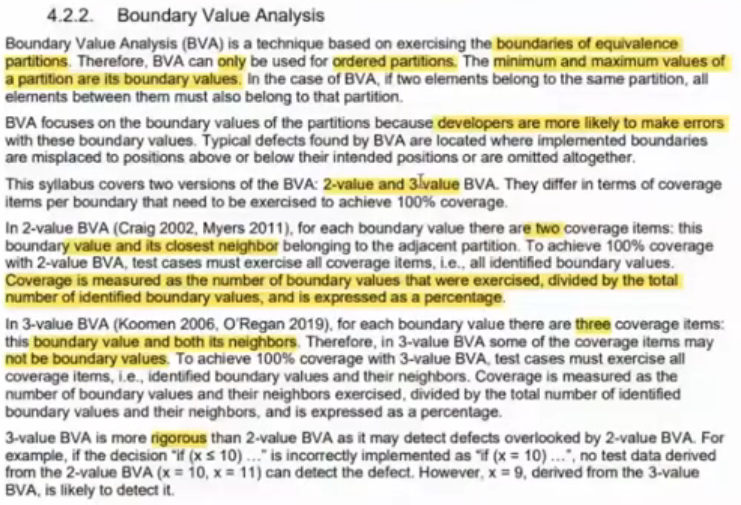 4.2.2. Boundary Value Analysis
Boundary Value Analysis (BVA) is a technique based on exercising the boundaries of equivalence
partitions. Therefore, BVA can only be used for ordered partitions. The minimum and maximum values of
a partition are its boundary values. In the case of BVA, if two elements belong to the same partition, all
elements between them must also belong to that partition.
BVA focuses on the boundary values of the partitions because developers are more likely to make errors
with these boundary values. Typical defects found by BVA are located where implemented boundaries
are misplaced to positions above or below their intended positions or are omitted altogether.
This syllabus covers two versions of the BVA: 2-value and 3-value BVA. They differ in terms of coverage
items per boundary that need to be exercised to achieve 100% coverage.
In 2-value BVA (Craig 2002, Myers 2011), for each boundary value there are two coverage items: this
boundary value and its closest neighbor belonging to the adjacent partition. To achieve 100% coverage
with 2-value BVA, test cases must exercise all coverage items, i.e., all identified boundary values.
Coverage is measured as the number of boundary values that were exercised, divided by the total
number of identified boundary values, and is expressed as a percentage.
In 3-value BVA (Koomen 2006, O'Regan 2019), for each boundary value there are three coverage items:
this boundary value and both its neighbors. Therefore, in 3-value BVA some of the coverage items may
not be boundary values. To achieve 100% coverage with 3-value BVA, test cases must exercise all
coverage items, i.e., identified boundary values and their neighbors. Coverage is measured as the
number of boundary values and their neighbors exercised, divided by the total number of identified
boundary values and their neighbors, and is expressed as a percentage.
3-value BVA is more rigorous than 2-value BVA as it may detect defects overlooked by 2-value BVA. For
example, if the decision "if (x ≤ 10) ..." is incorrectly implemented as "if (x = 10) ...", no test data derived
from the 2-value BVA (x = 10, x = 11) can detect the defect. However, x = 9, derived from the 3-value
BVA, is likely to detect it.